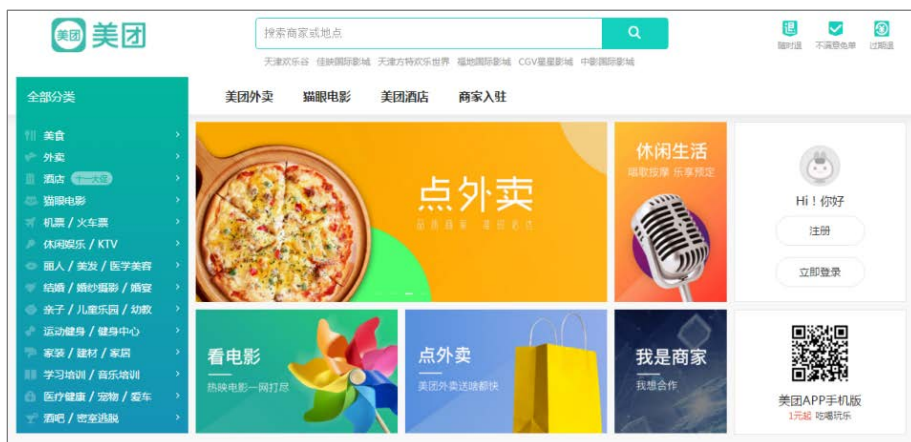 美团 美团
搜索商家或地点
天津欢乐谷 佳映国际影城 天津方特欢乐世界 福地国际影城 CGV星星影城 中影国际影城
随时退 不满意免单 过期退
全部分类
美团外卖 猫眼电影 美团酒店 商家入驻
美食
外卖
酒店 十一大促
猫眼电影
机票 / 火车票
休闲娱乐 / KTV
丽人 / 美发 / 医学美容
结婚 / 婚纱摄影 / 婚宴
亲子 / 儿童乐园 / 幼教
运动健身 / 健身中心
家装 / 建材 / 家居
学习培训 / 音乐培训
医疗健康 / 宠物 / 爱车
酒吧 / 密室逃脱
点外卖
休闲生活
唱歌按摩 乐享预定
Hi！你好
注册
立即登录
看电影
热映电影一网打尽
点外卖
美团外卖送啥都快
我是商家
我想合作
美团APP手机版
1元起 吃喝玩乐